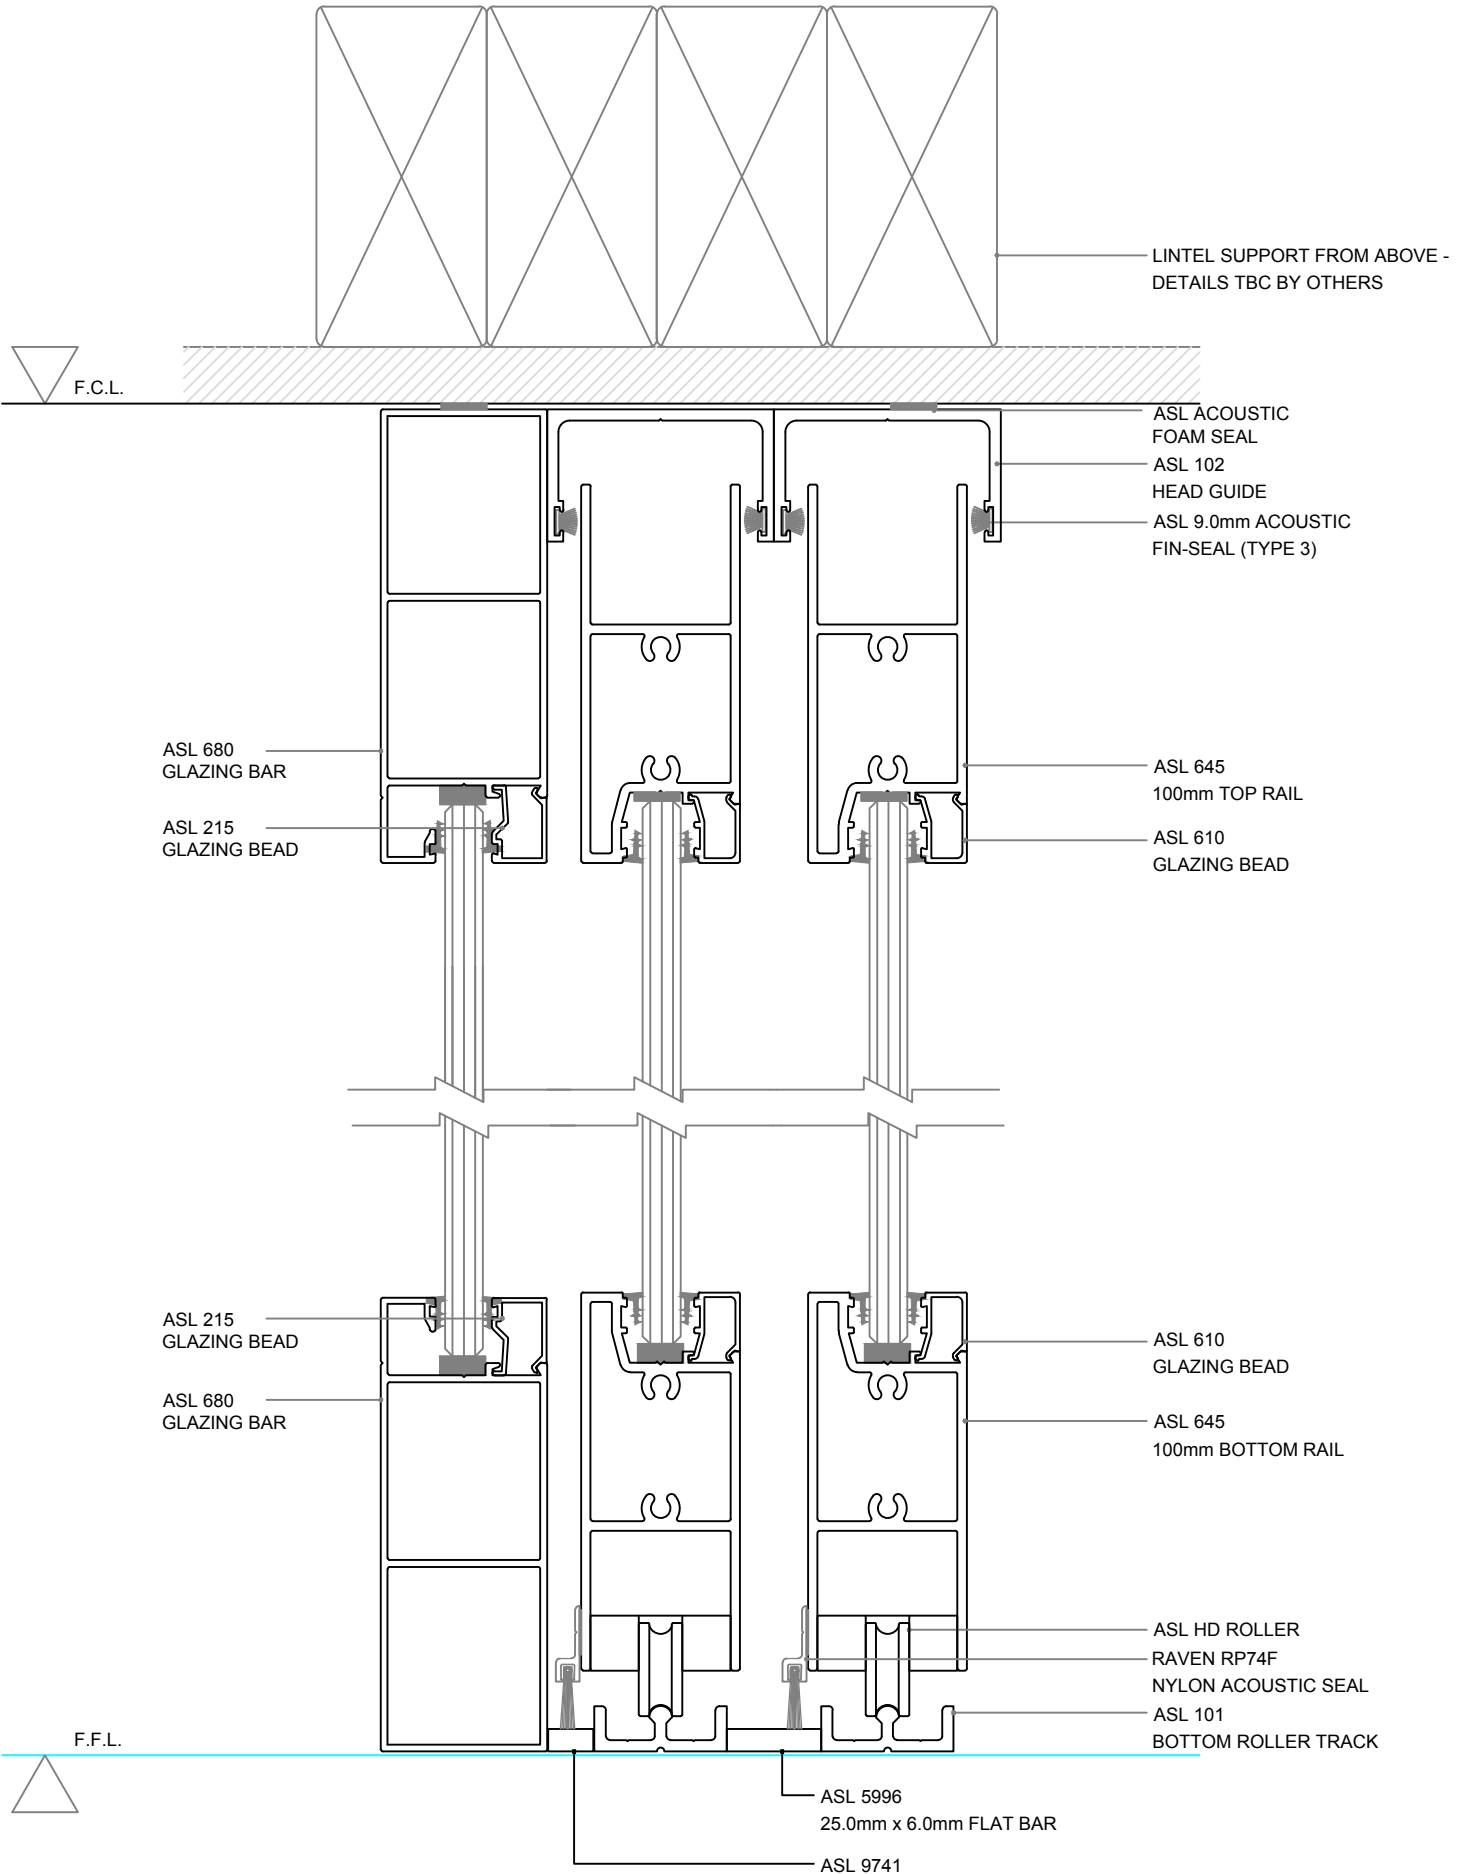 LINTEL SUPPORT FROM ABOVE -
DETAILS TBC BY OTHERS
F.C.L.
ASL ACOUSTIC
FOAM SEAL
ASL 102
HEAD GUIDE
ASL 9.0mm ACOUSTIC
FIN-SEAL (TYPE 3)
ASL 680
GLAZING BAR
ASL 215
GLAZING BEAD
ASL 645
100mm TOP RAIL
ASL 610
GLAZING BEAD
ASL 215
GLAZING BEAD
ASL 680
GLAZING BAR
ASL 610
GLAZING BEAD
ASL 645
100mm BOTTOM RAIL
ASL HD ROLLER
RAVEN RP74F
NYLON ACOUSTIC SEAL
ASL 101
BOTTOM ROLLER TRACK
F.F.L.
ASL 5996
25.0mm x 6.0mm FLAT BAR
ASL 9741